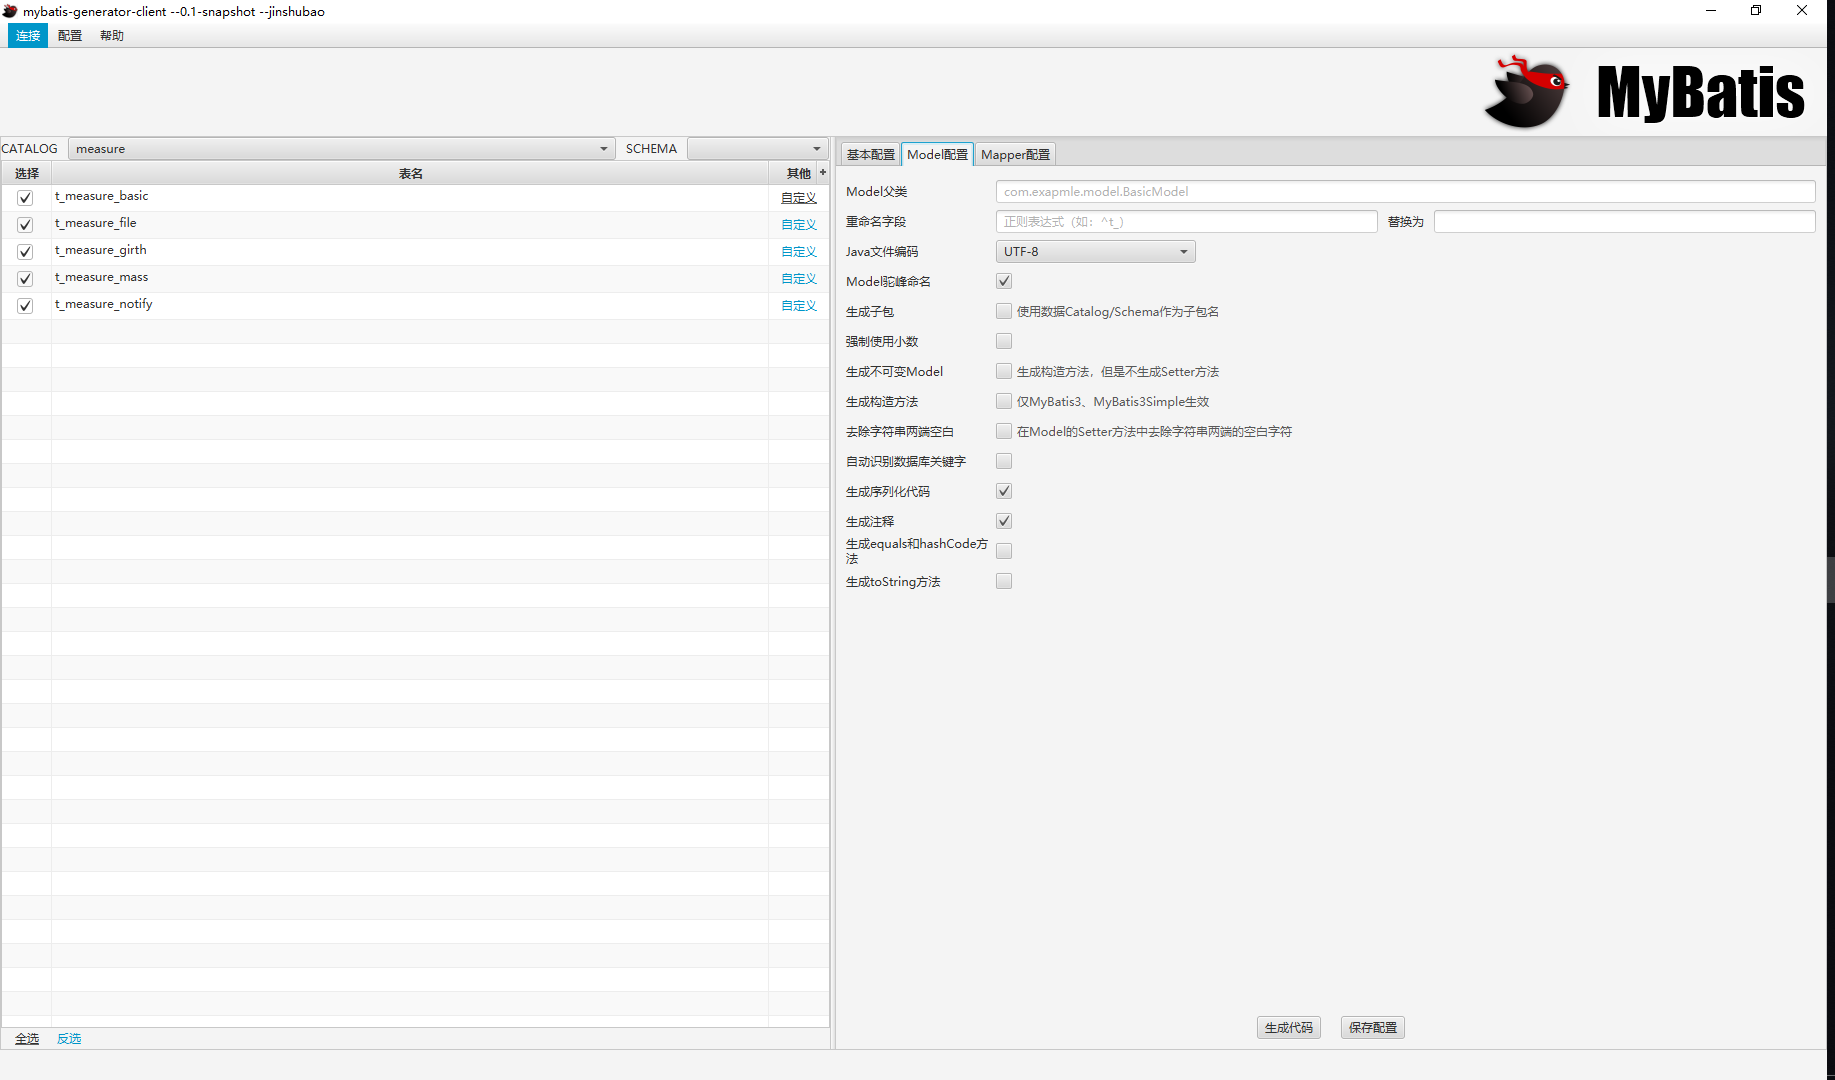 mybatis-generator-client --0.1-snapshot --jinshubao
连接 配置 帮助
MyBatis
CATALOG measure SCHEMA
选择 表名 其他 +
t_measure_basic 自定义
t_measure_file 自定义
t_measure_girth 自定义
t_measure_mass 自定义
t_measure_notify 自定义
全选 反选
基本配置 Model配置 Mapper配置
Model父类 com.exapmle.model.BasicModel
重命名字段 正则表达式（如：^t_） 替换为
Java文件编码 UTF-8
Model驼峰命名
生成子包 使用数据Catalog/Schema作为子包名
强制使用小数
生成不可变Model 生成构造方法，但是不生成Setter方法
生成构造方法 仅MyBatis3、MyBatis3Simple生效
去除字符串两端空白 在Model的Setter方法中去除字符串两端的空白字符
自动识别数据库关键字
生成序列化代码
生成注释
生成equals和hashCode方
法
生成toString方法
生成代码 保存配置